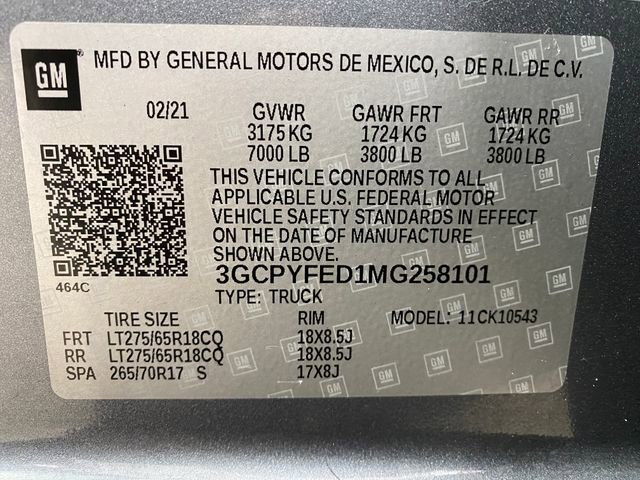 GM MFD BY GENERAL MOTORS DE MEXICO, S. DE R.L. DE C.V.
02/21 GVWR GAWR FRT GAWR RR
3175 KG 1724 KG 1724 KG
7000 LB 3800 LB 3800 LB
THIS VEHICLE CONFORMS TO ALL
APPLICABLE U.S. FEDERAL MOTOR
VEHICLE SAFETY STANDARDS IN EFFECT
ON THE DATE OF MANUFACTURE
SHOWN ABOVE.
464C 3GCPYFED1MG258101
TYPE: TRUCK
TIRE SIZE RIM MODEL: 11CK10543
FRT LT275/65R18CQ 18X8.5J
RR LT275/65R18CQ 18X8.5J
SPA 265/70R17 S 17X8J